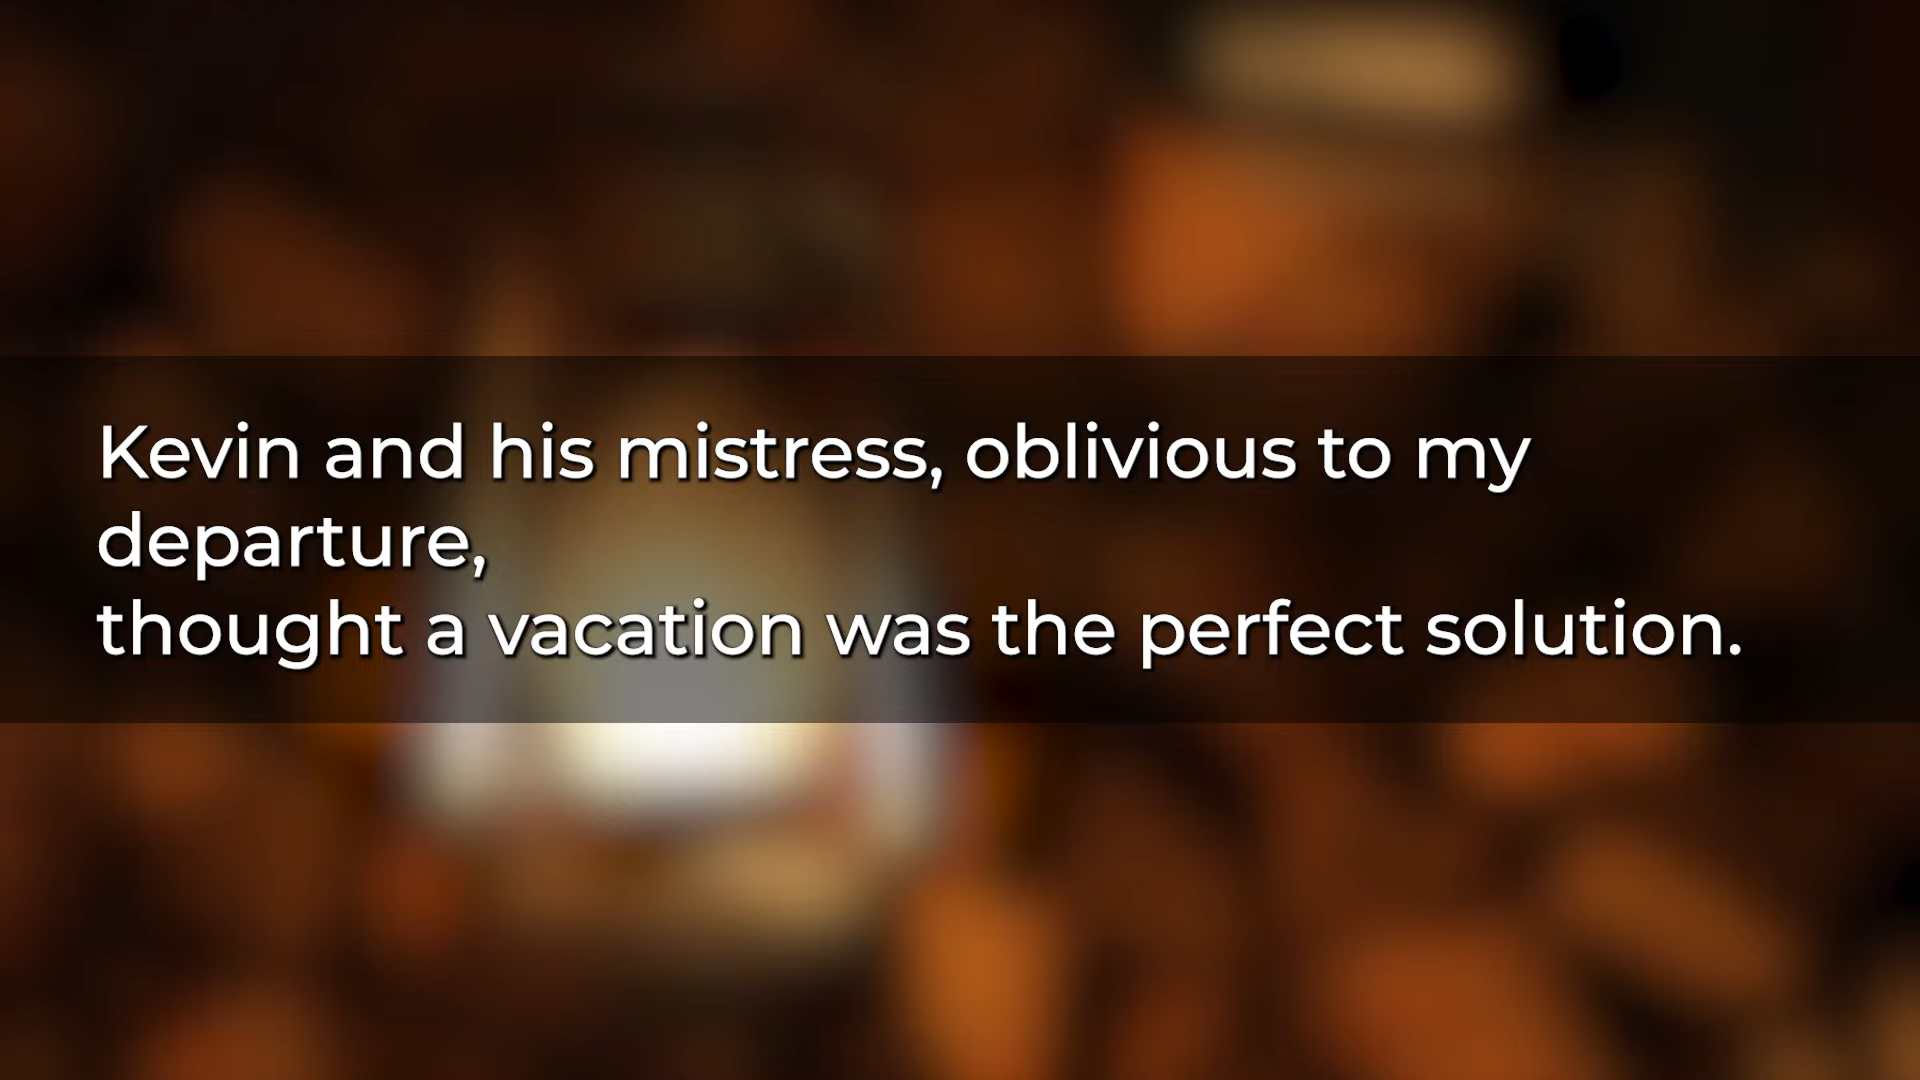 Kevin and his mistress, oblivious to my
departure,
thought a vacation was the perfect solution.